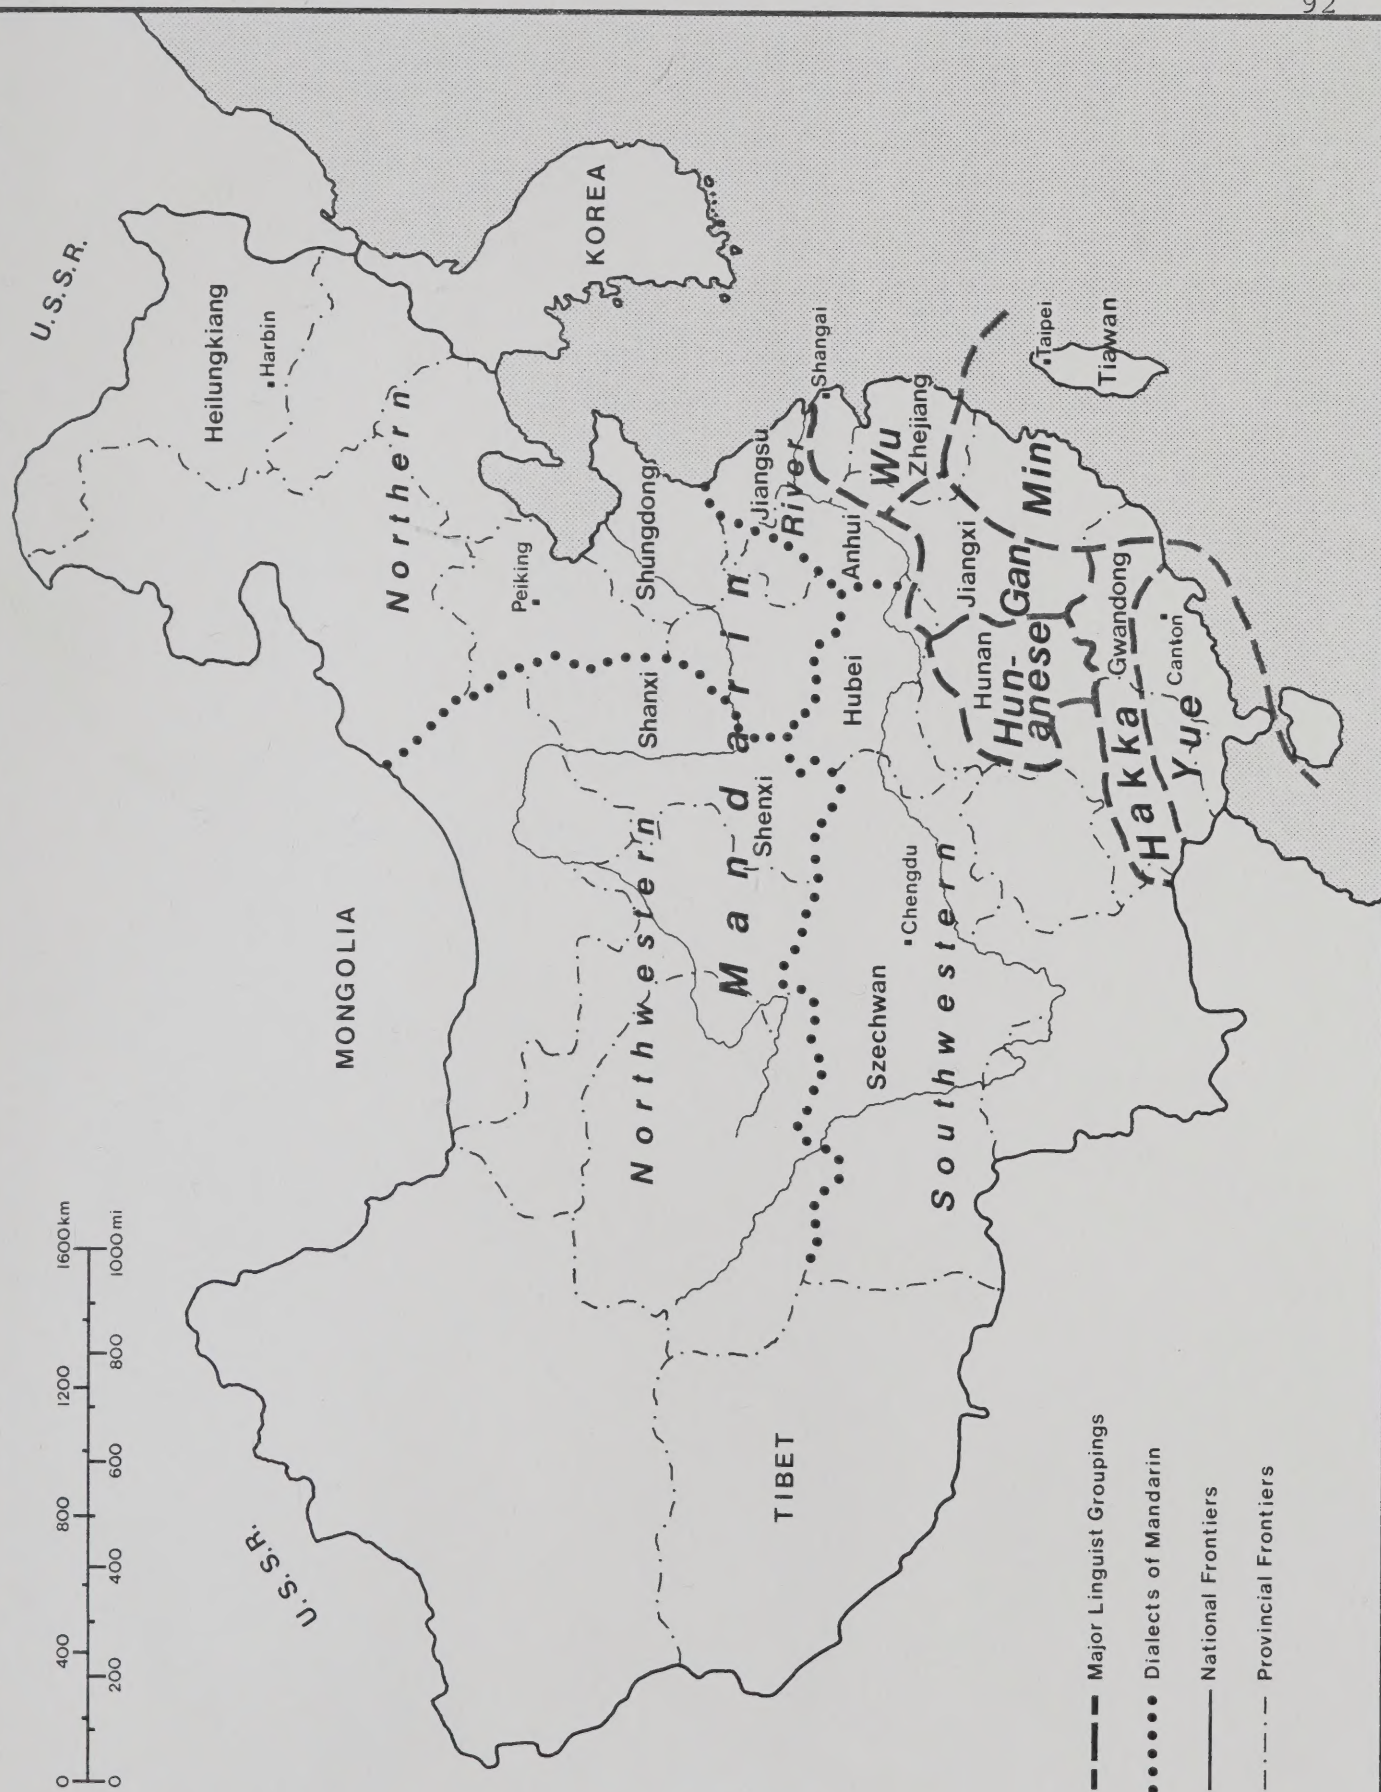 92
U.S.S.R.
Heilungkiang
Harbin
KOREA
Northern
Peiking
Shungdong
Jiangsu
River
Shangai
Wu
Zhejiang
Taipei
Tiawan
Anhui
Jiangxi
Min
Gan
MONGOLIA
Shanxi
Mandarin
Hubei
Hunan
Hun-
anese
Gwandong
Canton
Hakka
Yue
Northwestern
Shenxi
Chengdu
Szechwan
Southwestern
U.S.S.R.
TIBET
0 400 800 1200 1600km
0 200 400 600 800 1000mi
Major Linguist Groupings
Dialects of Mandarin
National Frontiers
Provincial Frontiers